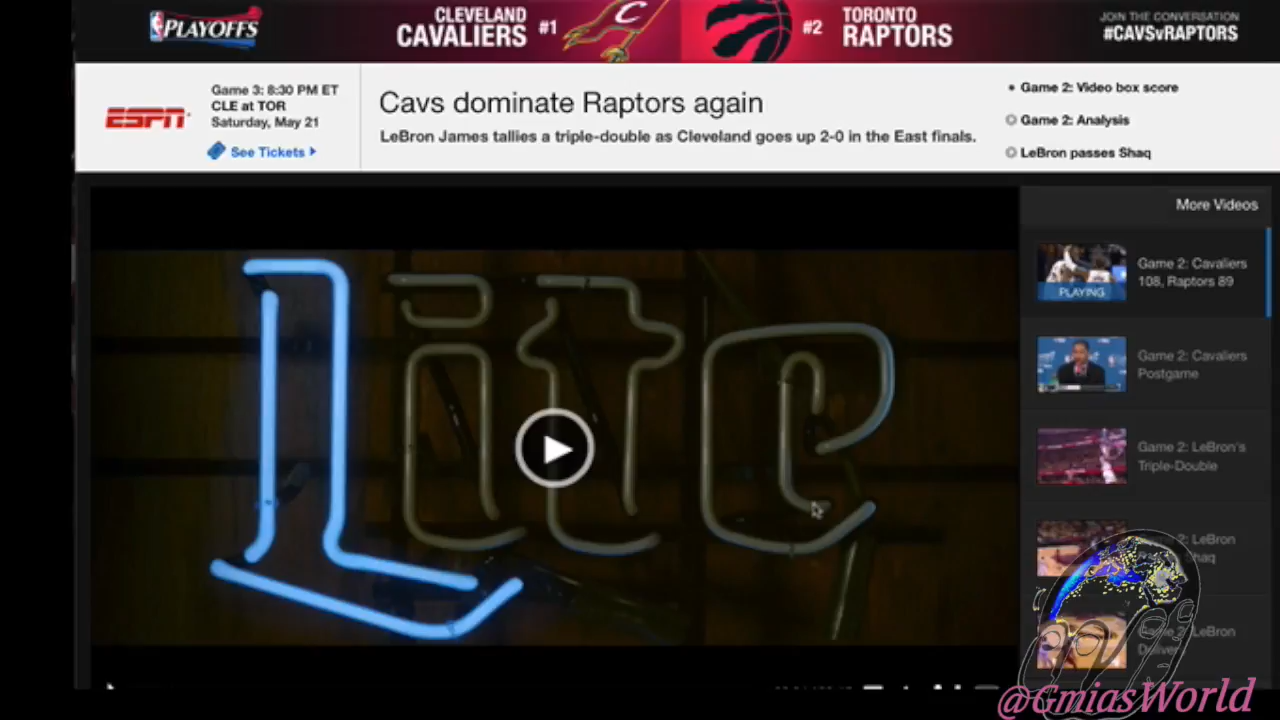 PLAYOFFS
CLEVELAND
CAVALIERS #1
#2 TORONTO
RAPTORS
JOIN THE CONVERSATION
#CAVSvRAPTORS
ESPN
Game 3: 8:30 PM ET
CLE at TOR
Saturday, May 21
See Tickets
Cavs dominate Raptors again
LeBron James tallies a triple-double as Cleveland goes up 2-0 in the East finals.
Game 2: Video box score
Game 2: Analysis
LeBron passes Shaq
More Videos
Lite
PLAYING
Game 2: Cavaliers
108, Raptors 89
Game 2: Cavaliers
Postgame
Game 2: LeBron's
Triple-Double
LeBron
LeBron
@GmiasWorld